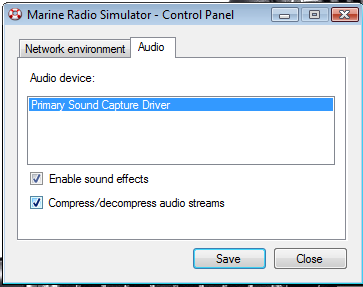 Marine Radio Simulator - Control Panel
Network environment
Audio
Audio device:
Primary Sound Capture Driver
Enable sound effects
Compress/decompress audio streams
Save
Close